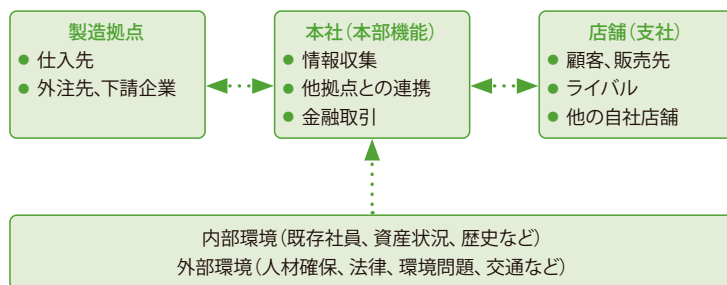 製造拠点
● 仕入先
● 外注先、下請企業
本社（本部機能）
● 情報収集
● 他拠点との連携
● 金融取引
店舗（支社）
● 顧客、販売先
● ライバル
● 他の自社店舗
内部環境（既存社員、資産状況、歴史など）
外部環境（人材確保、法律、環境問題、交通など）